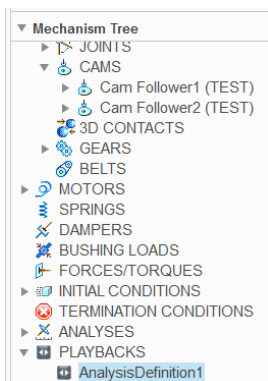 Mechanism Tree
JOINTS
CAMS
Cam Follower1 (TEST)
Cam Follower2 (TEST)
3D CONTACTS
GEARS
BELTS
MOTORS
SPRINGS
DAMPERS
BUSHING LOADS
FORCES/TORQUES
INITIAL CONDITIONS
TERMINATION CONDITIONS
ANALYSES
PLAYBACKS
AnalysisDefinition1